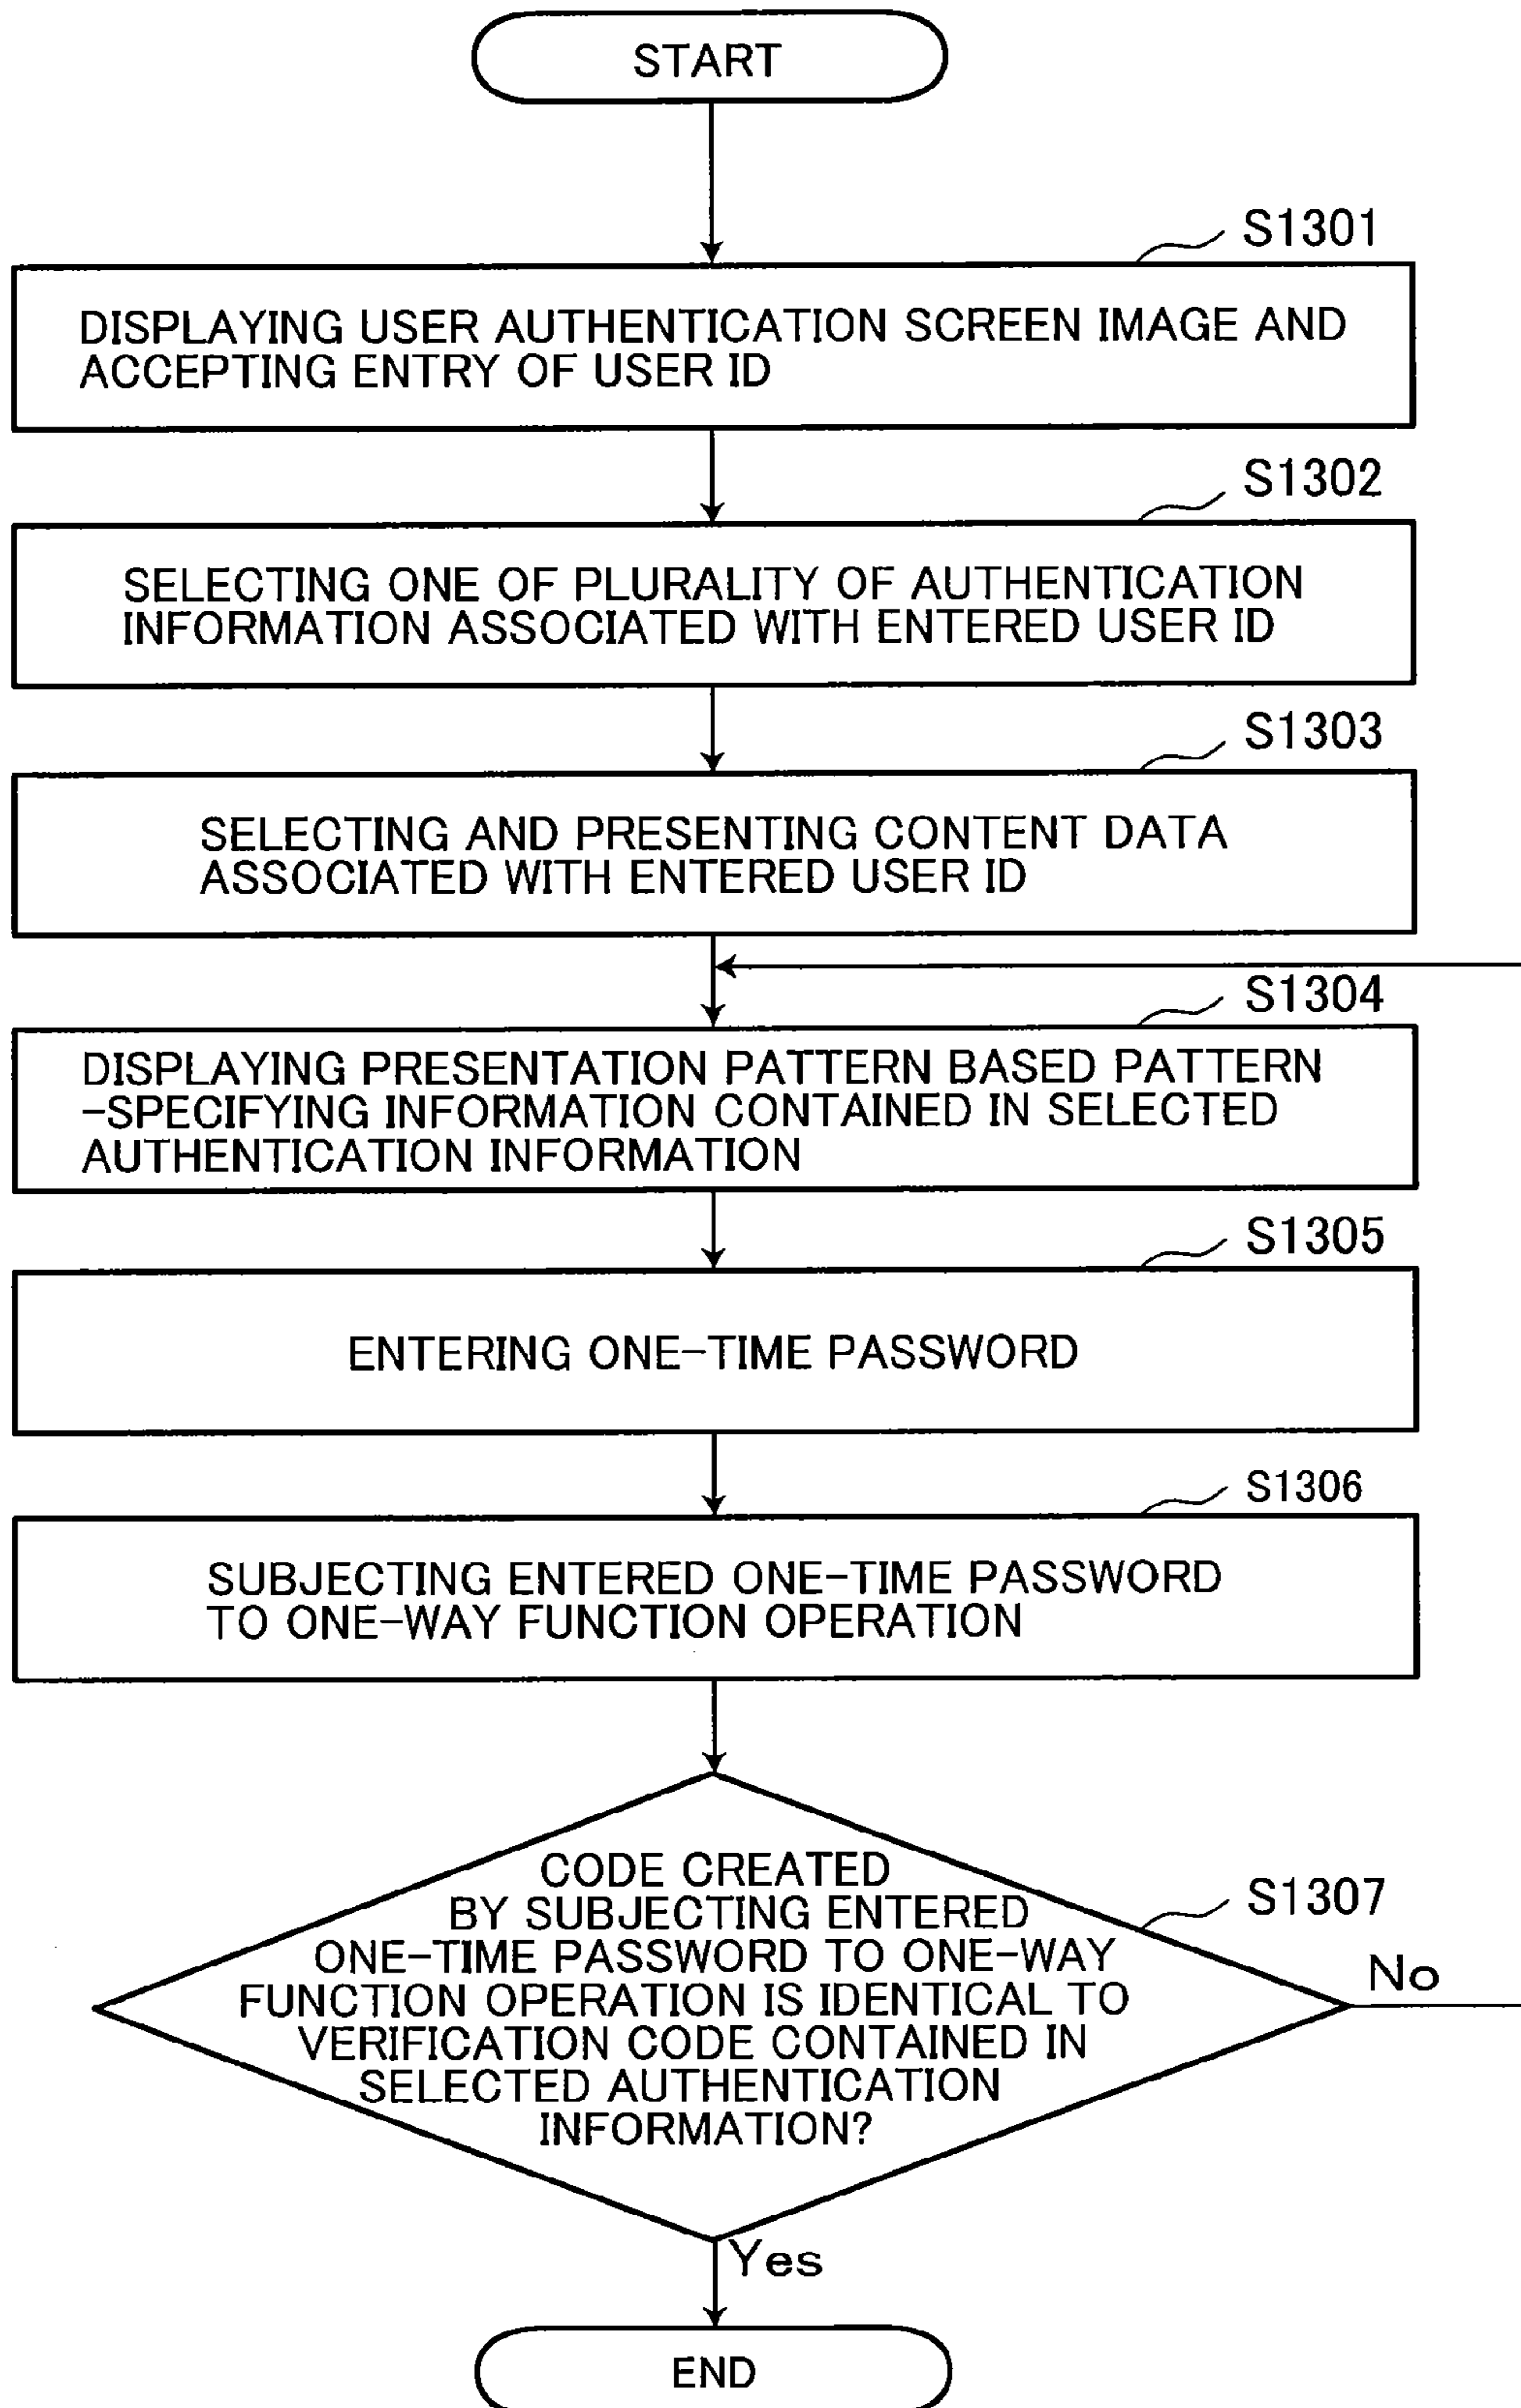 START
S1301
DISPLAYING USER AUTHENTICATION SCREEN IMAGE AND
ACCEPTING ENTRY OF USER ID
S1302
SELECTING ONE OF PLURALITY OF AUTHENTICATION
INFORMATION ASSOCIATED WITH ENTERED USER ID
S1303
SELECTING AND PRESENTING CONTENT DATA
ASSOCIATED WITH ENTERED USER ID
S1304
DISPLAYING PRESENTATION PATTERN BASED PATTERN
-SPECIFYING INFORMATION CONTAINED IN SELECTED
AUTHENTICATION INFORMATION
S1305
ENTERING ONE-TIME PASSWORD
S1306
SUBJECTING ENTERED ONE-TIME PASSWORD
TO ONE-WAY FUNCTION OPERATION
S1307
CODE CREATED
BY SUBJECTING ENTERED
ONE-TIME PASSWORD TO ONE-WAY
FUNCTION OPERATION IS IDENTICAL TO
VERIFICATION CODE CONTAINED IN
SELECTED AUTHENTICATION
INFORMATION?
No
Yes
END